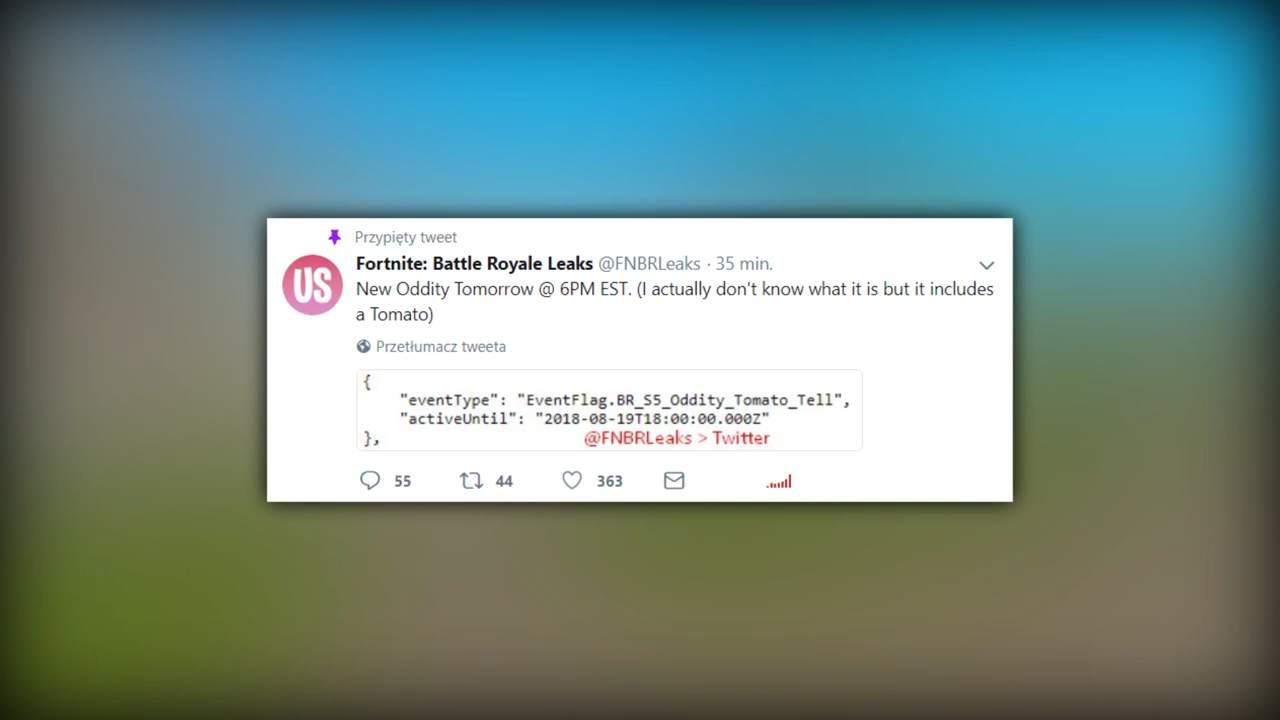 Przypięty tweet
Fortnite: Battle Royale Leaks @FNBRLeaks · 35 min.
New Oddity Tomorrow @ 6PM EST. (I actually don't know what it is but it includes
a Tomato)
Przetłumacz tweeta
{
"eventType": "EventFlag.BR_S5_Oddity_Tomato_Tell",
"activeUntil": "2018-08-19T18:00:00.000Z"
}, @FNBRLeaks > Twitter
55 44 363
US